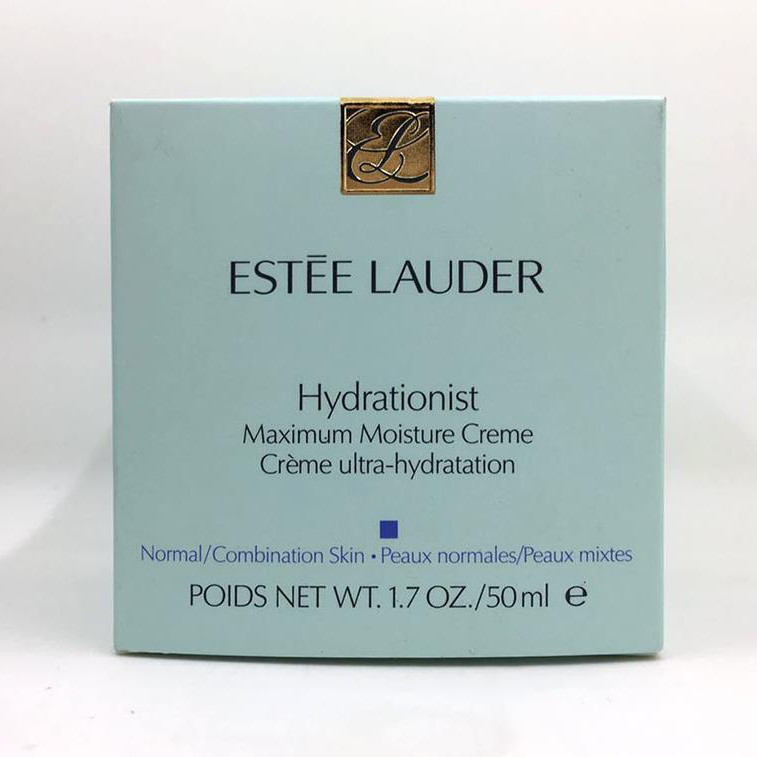 EL
ESTĒE LAUDER
Hydrationist
Maximum Moisture Creme
Crème ultra-hydratation
Normal/Combination Skin • Peaux normales/Peaux mixtes
POIDS NET WT. 1.7 OZ./50 ml ℮